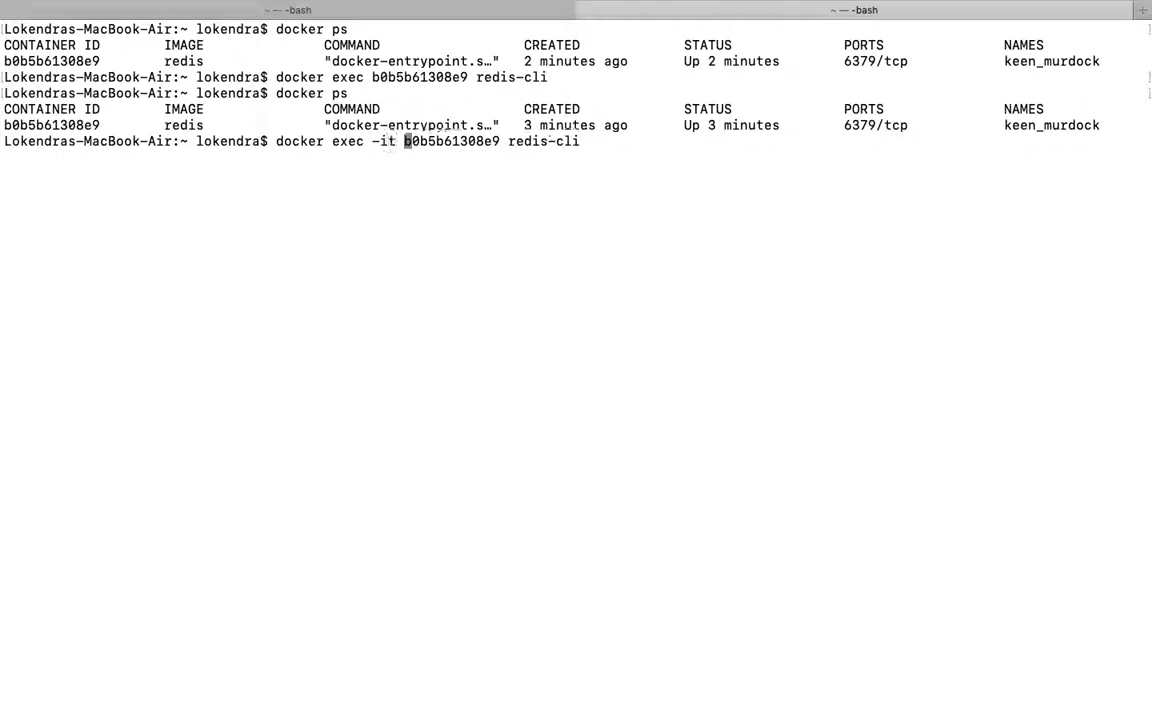 ~ — -bash
~ — -bash
Lokendras-MacBook-Air:~ lokendra$ docker ps
CONTAINER ID IMAGE COMMAND CREATED STATUS PORTS NAMES
b0b5b61308e9 redis "docker-entrypoint.s…" 2 minutes ago Up 2 minutes 6379/tcp keen_murdock
Lokendras-MacBook-Air:~ lokendra$ docker exec b0b5b61308e9 redis-cli
Lokendras-MacBook-Air:~ lokendra$ docker ps
CONTAINER ID IMAGE COMMAND CREATED STATUS PORTS NAMES
b0b5b61308e9 redis "docker-entrypoint.s…" 3 minutes ago Up 3 minutes 6379/tcp keen_murdock
Lokendras-MacBook-Air:~ lokendra$ docker exec -it b0b5b61308e9 redis-cli